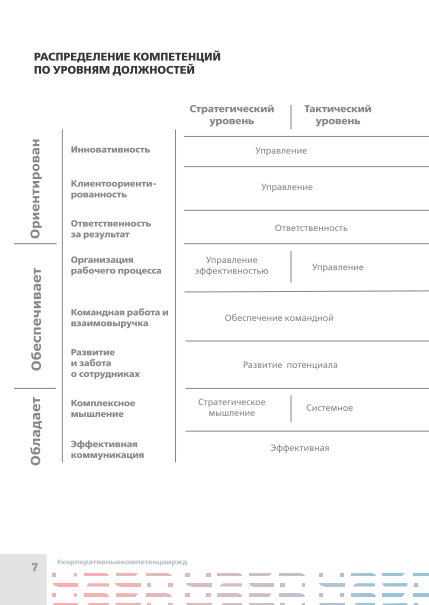 РАСПРЕДЕЛЕНИЕ КОМПЕТЕНЦИЙ
ПО УРОВНЯМ ДОЛЖНОСТЕЙ
Стратегический
уровень
Тактический
уровень
Ориентирован
Инновативность
Управление
Клиентоориенти-
рованность
Управление
Ответственность
за результат
Ответственность
Обеспечивает
Организация
рабочего процесса
Управление
эффективностью
Управление
Командная работа и
взаимовыручка
Обеспечение командной
Развитие
и забота
о сотрудниках
Развитие потенциала
Обладает
Комплексное
мышление
Стратегическое
мышление
Системное
Эффективная
коммуникация
Эффективная
7
#корпоративныекомпетенцииржд